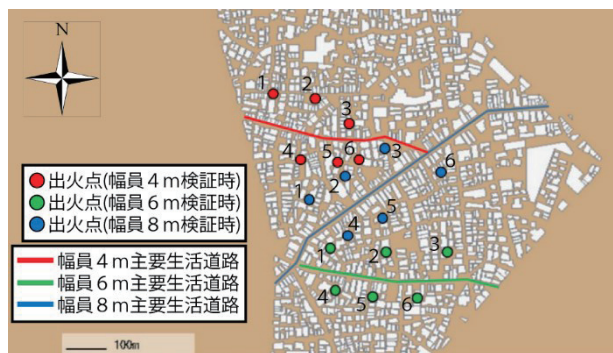 N
1
2
3
4
5
6
3
2
6
1
5
4
1
2
3
4
5
6
出火点(幅員4m検証時)
出火点(幅員6m検証時)
出火点(幅員8m検証時)
幅員4m主要生活道路
幅員6m主要生活道路
幅員8m主要生活道路
100m